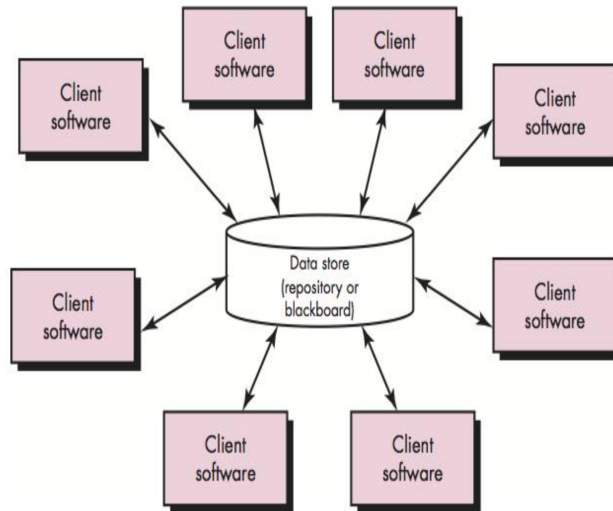 Client
software
Client
software
Client
software
Client
software
Data store
(repository or
blackboard)
Client
software
Client
software
Client
software
Client
software